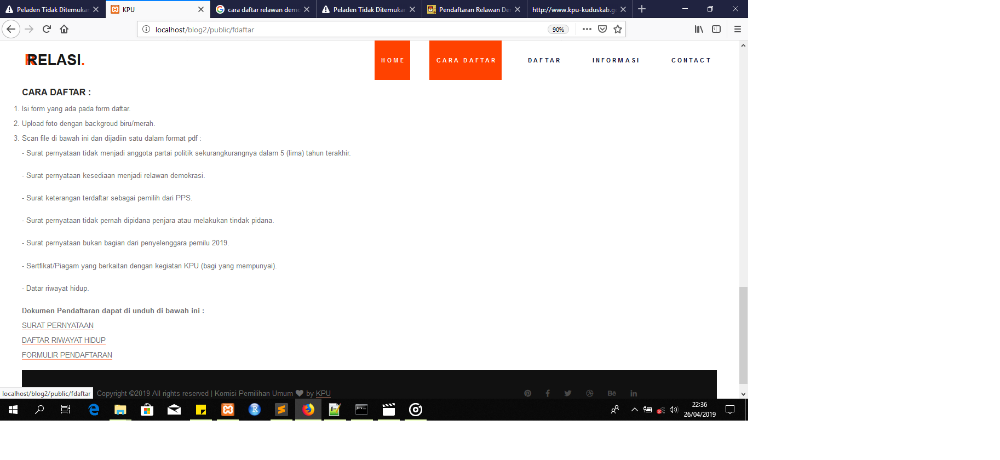 Peladen Tidak Ditemukan
KPU
cara daftar relawan demo
Peladen Tidak Ditemukan
Pendaftaran Relawan De
http://www.kpu-kuduskab.go
localhost/blog2/public/fdaftar
90%
RELASI.
HOME
CARA DAFTAR
DAFTAR
INFORMASI
CONTACT
CARA DAFTAR :
1. Isi form yang ada pada form daftar.
2. Upload foto dengan backgroud biru/merah.
3. Scan file di bawah ini dan dijadiin satu dalam format pdf :
- Surat pernyataan tidak menjadi anggota partai politik sekurangkurangnya dalam 5 (lima) tahun terakhir.
- Surat pernyataan kesediaan menjadi relawan demokrasi.
- Surat keterangan terdaftar sebagai pemilih dari PPS.
- Surat pernyataan tidak pernah dipidana penjara atau melakukan tindak pidana.
- Surat pernyataan bukan bagian dari penyelenggara pemilu 2019.
- Sertfikat/Piagam yang berkaitan dengan kegiatan KPU (bagi yang mempunyai).
- Datar riwayat hidup.
Dokumen Pendaftaran dapat di unduh di bawah ini :
SURAT PERNYATAAN
DAFTAR RIWAYAT HIDUP
FORMULIR PENDAFTARAN
localhost/blog2/public/fdaftar
Copyright ©2019 All rights reserved | Komisi Pemilihan Umum ♥ by KPU
22:36
26/04/2019